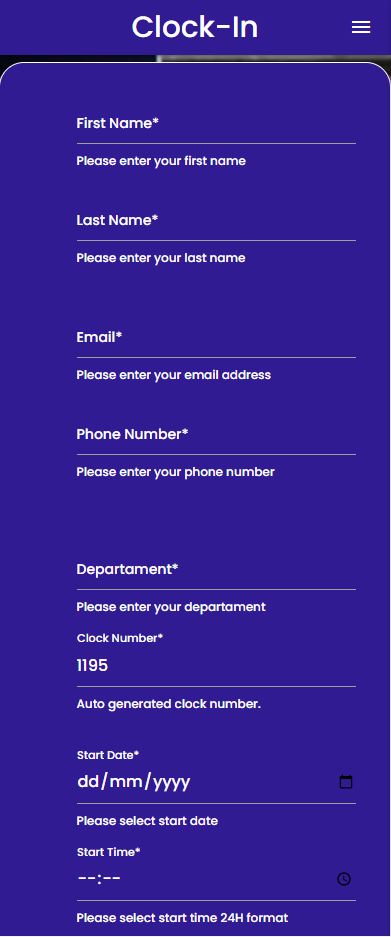 Clock-In
First Name*
Please enter your first name
Last Name*
Please enter your last name
Email*
Please enter your email address
Phone Number*
Please enter your phone number
Departament*
Please enter your departament
Clock Number*
1195
Auto generated clock number.
Start Date*
dd/mm/yyyy
Please select start date
Start Time*
--:--
Please select start time 24H format